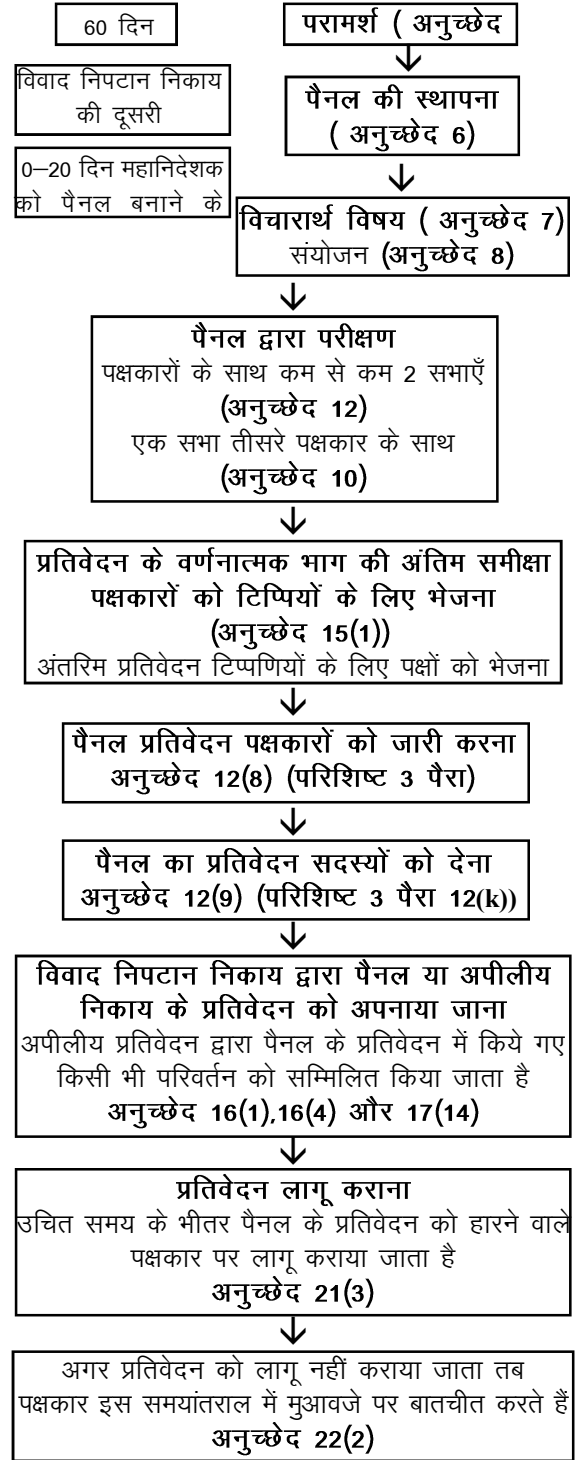 60 दिन
परामर्श ( अनुच्छेद
विवाद निपटान निकाय
की दूसरी
पैनल की स्थापना
( अनुच्छेद 6)
0–20 दिन महानिदेशक
को पैनल बनाने के
विचारार्थ विषय ( अनुच्छेद 7)
संयोजन (अनुच्छेद 8)
पैनल द्वारा परीक्षण
पक्षकारों के साथ कम से कम 2 सभाएँ
(अनुच्छेद 12)
एक सभा तीसरे पक्षकार के साथ
(अनुच्छेद 10)
प्रतिवेदन के वर्णनात्मक भाग की अंतिम समीक्षा
पक्षकारों को टिप्पियों के लिए भेजना
(अनुच्छेद 15(1))
अंतरिम प्रतिवेदन टिप्पणियों के लिए पक्षों को भेजना
पैनल प्रतिवेदन पक्षकारों को जारी करना
अनुच्छेद 12(8) (परिशिष्ट 3 पैरा)
पैनल का प्रतिवेदन सदस्यों को देना
अनुच्छेद 12(9) (परिशिष्ट 3 पैरा 12(k))
विवाद निपटान निकाय द्वारा पैनल या अपीलीय
निकाय के प्रतिवेदन को अपनाया जाना
अपीलीय प्रतिवेदन द्वारा पैनल के प्रतिवेदन में किये गए
किसी भी परिवर्तन को सम्मिलित किया जाता है
अनुच्छेद 16(1),16(4) और 17(14)
प्रतिवेदन लागू कराना
उचित समय के भीतर पैनल के प्रतिवेदन को हारने वाले
पक्षकार पर लागू कराया जाता है
अनुच्छेद 21(3)
अगर प्रतिवेदन को लागू नहीं कराया जाता तब
पक्षकार इस समयांतराल में मुआवजे पर बातचीत करते हैं
अनुच्छेद 22(2)